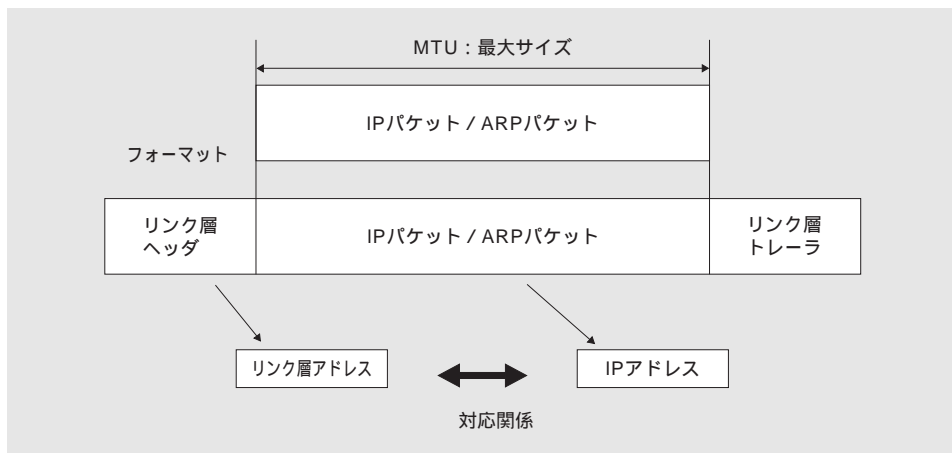 MTU：最大サイズ
IPパケット / ARPパケット
フォーマット
リンク層
ヘッダ
IPパケット / ARPパケット
リンク層
トレーラ
リンク層アドレス
IPアドレス
対応関係